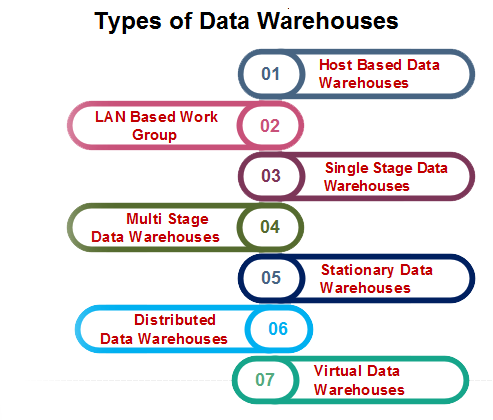 Types of Data Warehouses
01
Host Based Data
Warehouses
LAN Based Work
Group
02
03
Single Stage Data
Warehouses
Multi Stage
Data Warehouses
04
05
Stationary Data
Warehouses
Distributed
Data Warehouses
06
07
Virtual Data
Warehouses